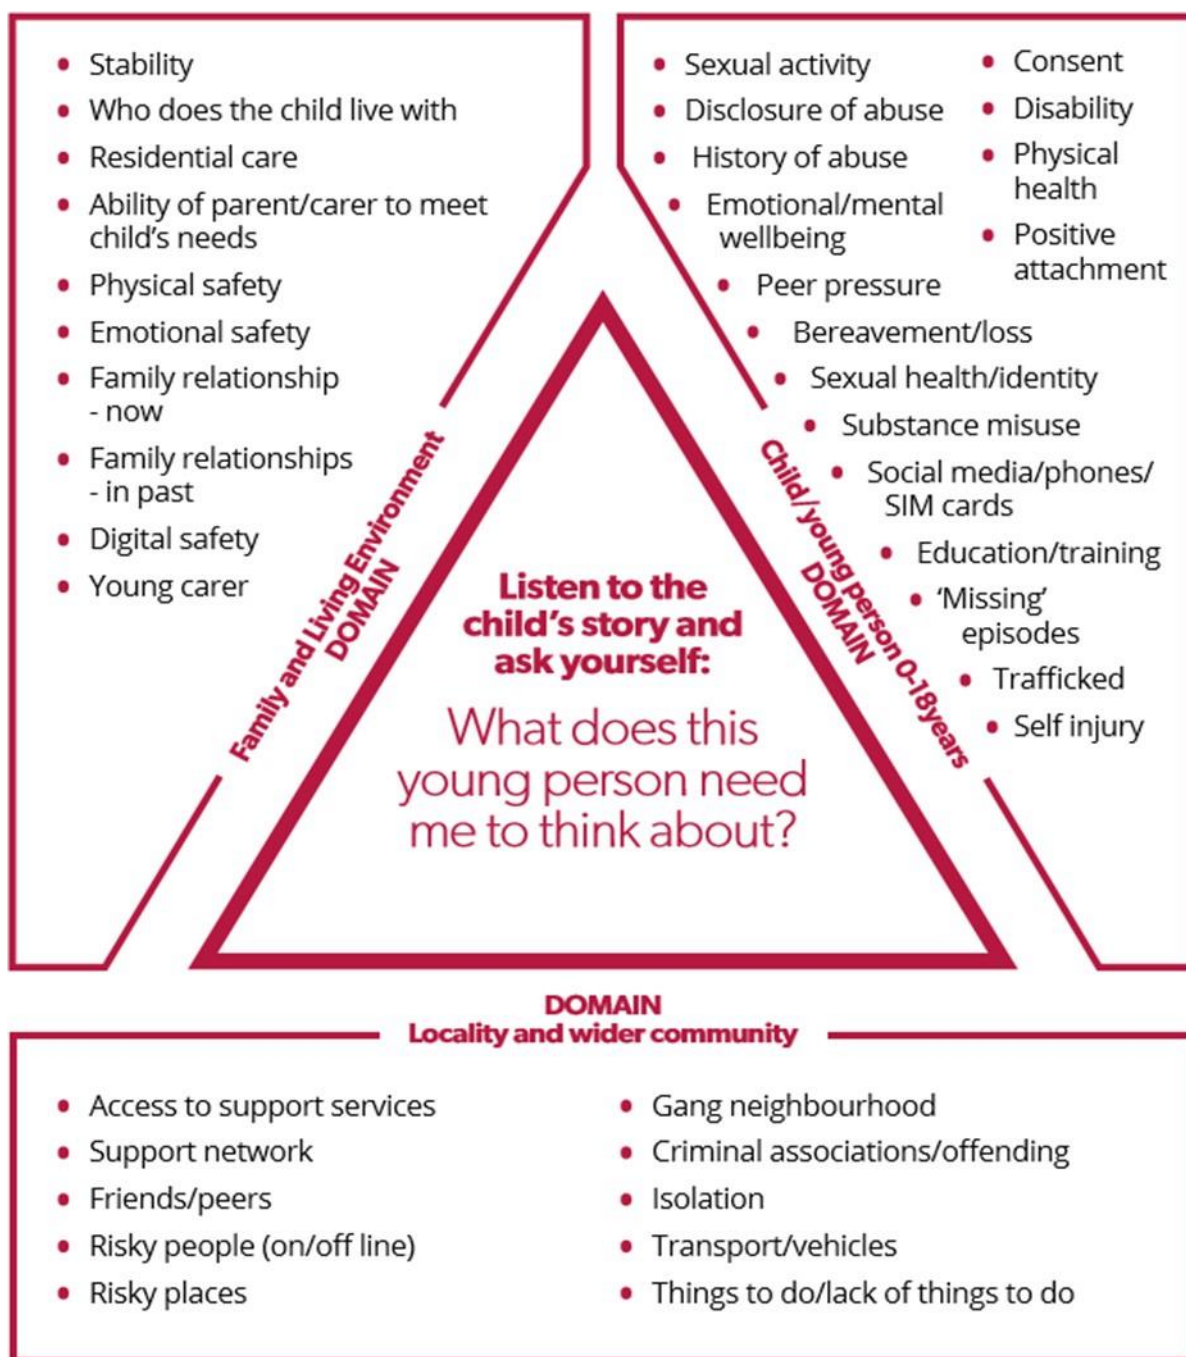 • Stability
• Who does the child live with
• Residential care
• Ability of parent/carer to meet
child's needs
• Physical safety
• Emotional safety
• Family relationship
- now
• Family relationships
- in past
• Digital safety
• Young carer
Family and Living Environment
DOMAIN
• Sexual activity
• Disclosure of abuse
• History of abuse
• Emotional/mental
wellbeing
• Peer pressure
• Bereavement/loss
• Sexual health/identity
• Substance misuse
• Social media/phones/
SIM cards
• Education/training
• ‘Missing’
episodes
• Trafficked
• Self injury
• Consent
• Disability
• Physical
health
• Positive
attachment
Child/young person 0-18years
DOMAIN
Listen to the
child's story and
ask yourself:
What does this
young person need
me to think about?
DOMAIN
Locality and wider community
• Access to support services
• Support network
• Friends/peers
• Risky people (on/off line)
• Risky places
• Gang neighbourhood
• Criminal associations/offending
• Isolation
• Transport/vehicles
• Things to do/lack of things to do